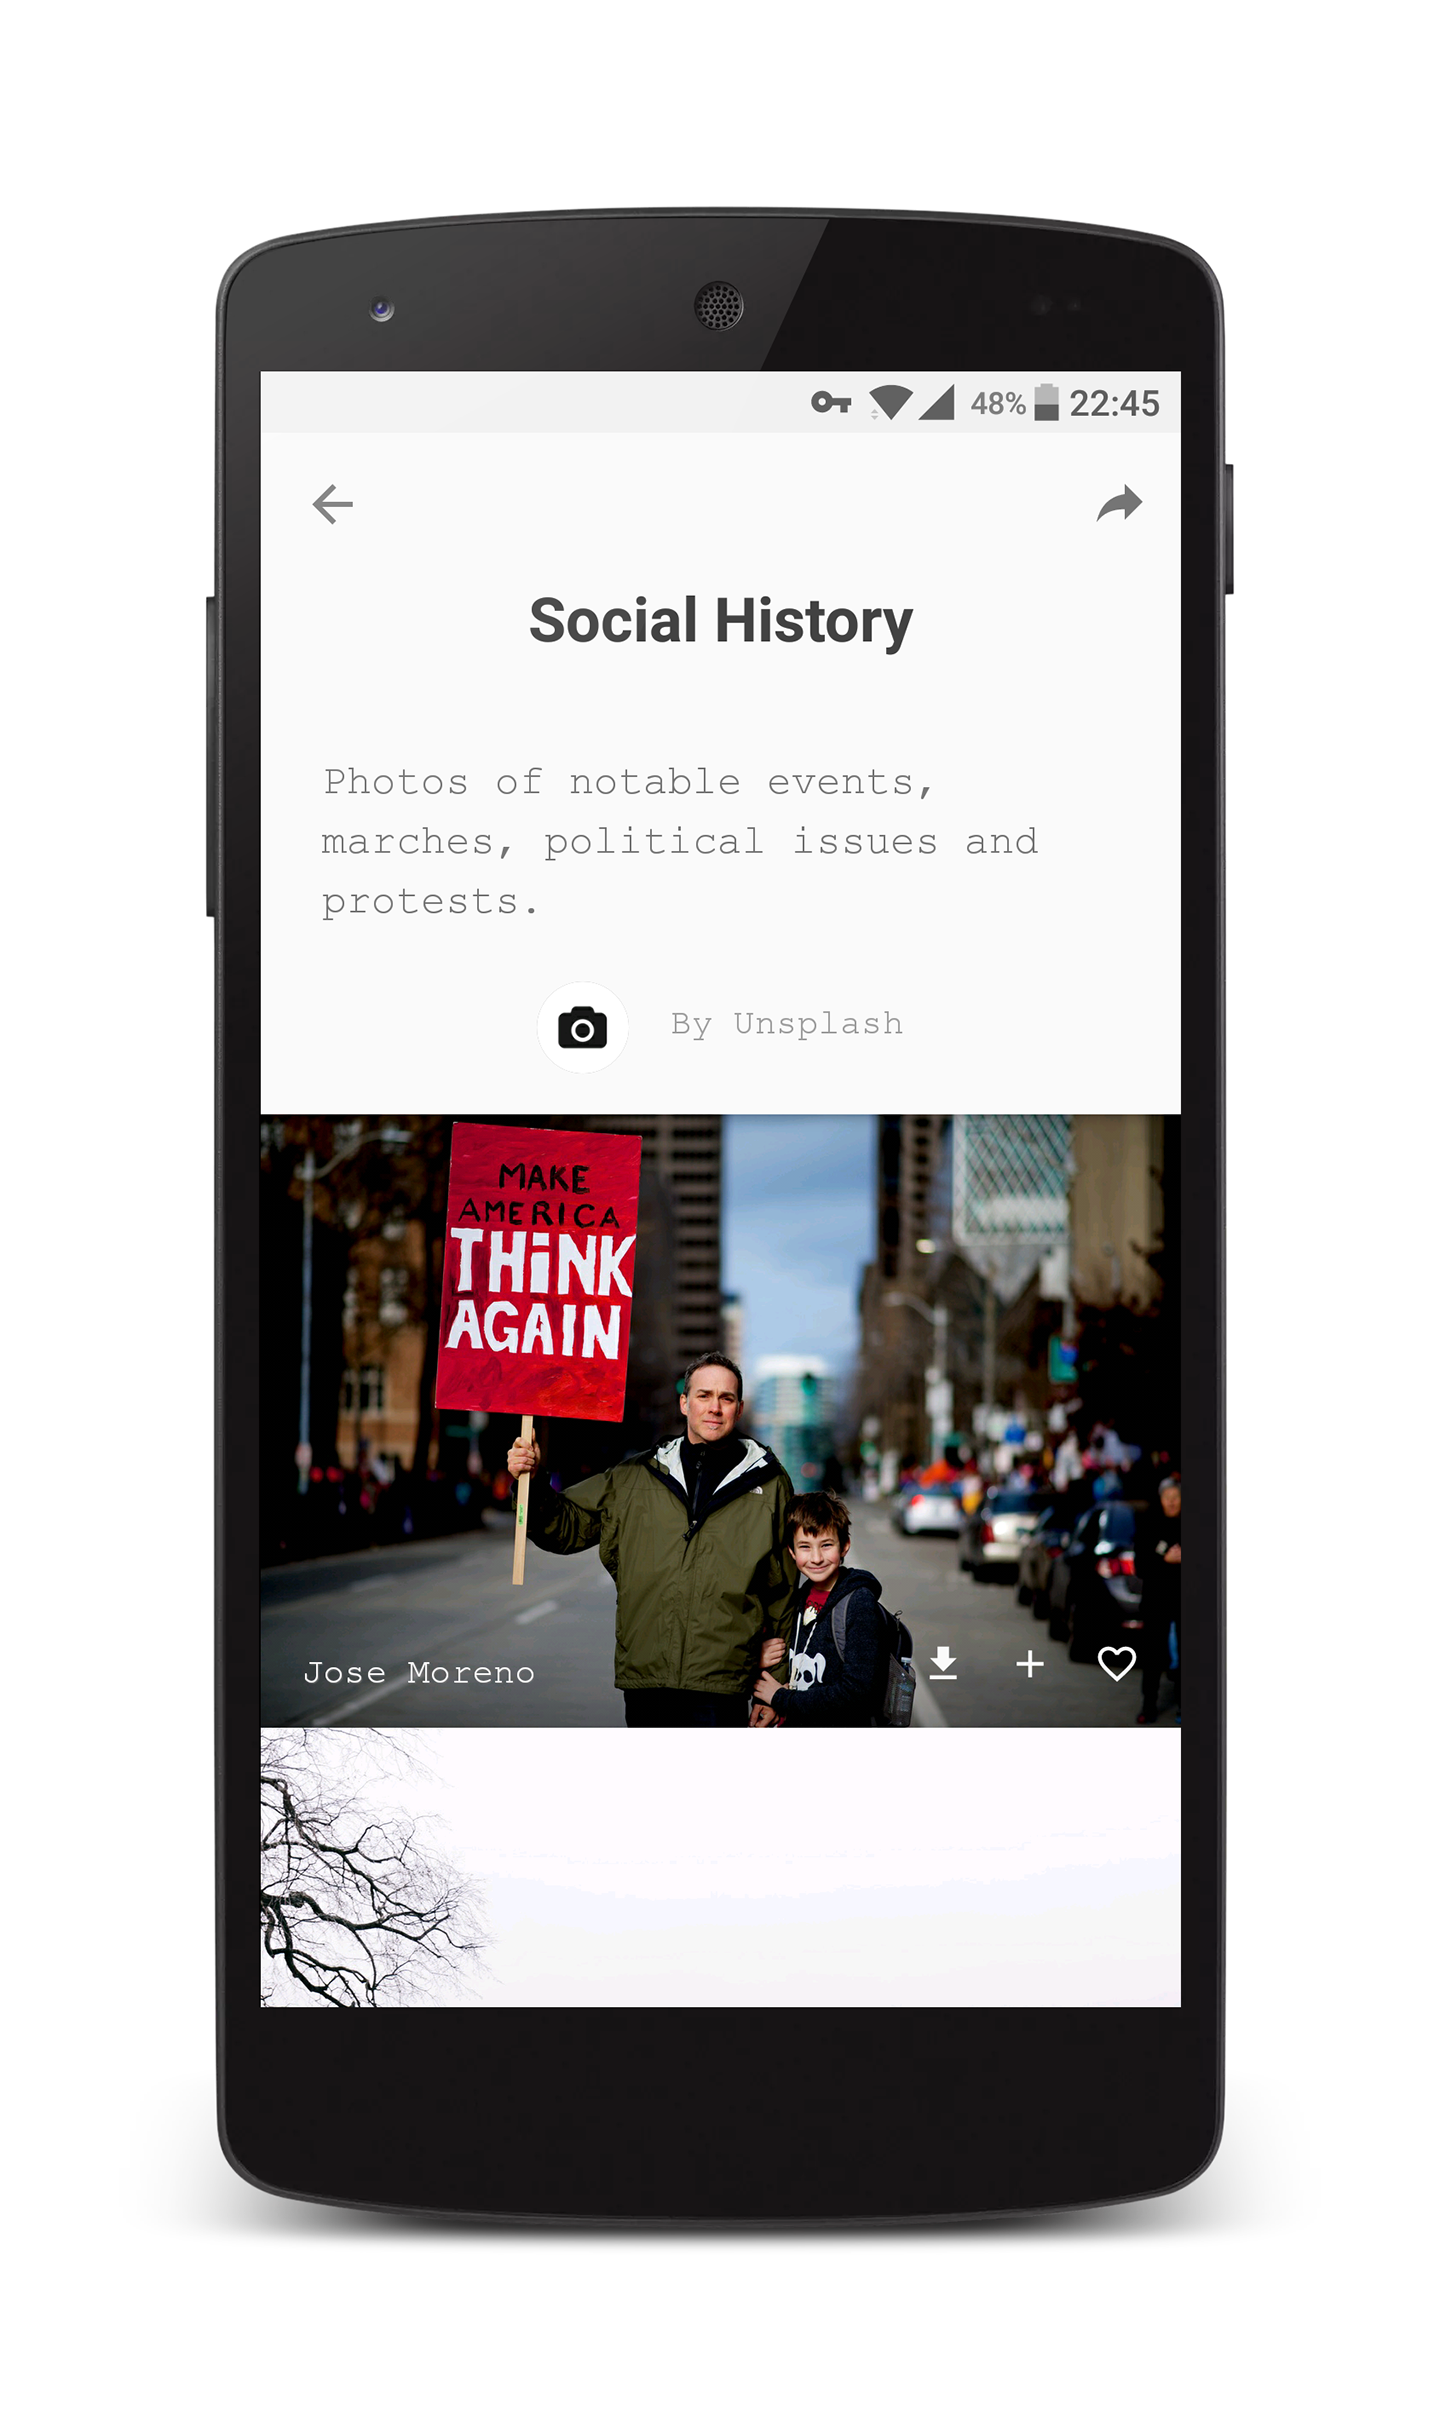 48% 22:45
Social History
Photos of notable events,
marches, political issues and
protests.
By Unsplash
MAKE
AMERICA
THiNK
AGAIN
Jose Moreno